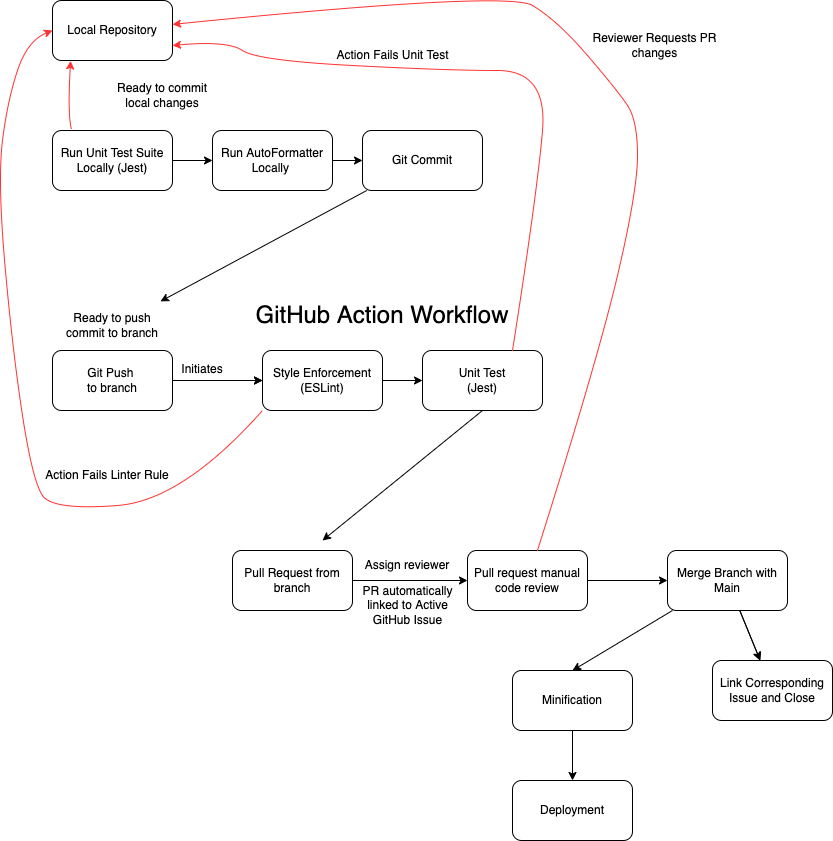 Local Repository
Reviewer Requests PR
changes
Action Fails Unit Test
Ready to commit
local changes
Run Unit Test Suite
Locally (Jest)
Run AutoFormatter
Locally
Git Commit
GitHub Action Workflow
Ready to push
commit to branch
Git Push
to branch
Initiates
Style Enforcement
(ESLint)
Unit Test
(Jest)
Action Fails Linter Rule
Pull Request from
branch
Assign reviewer
PR automatically
linked to Active
GitHub Issue
Pull request manual
code review
Merge Branch with
Main
Minification
Link Corresponding
Issue and Close
Deployment